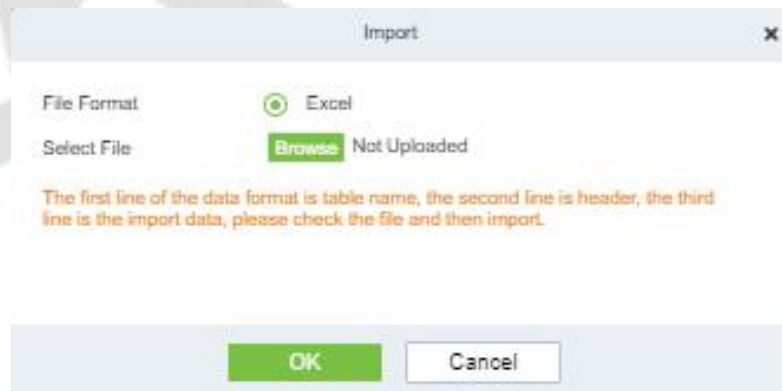 Import
File Format Excel
Select File Browse Not Uploaded
The first line of the data format is table name, the second line is header, the third
line is the import data, please check the file and then import.
OK Cancel